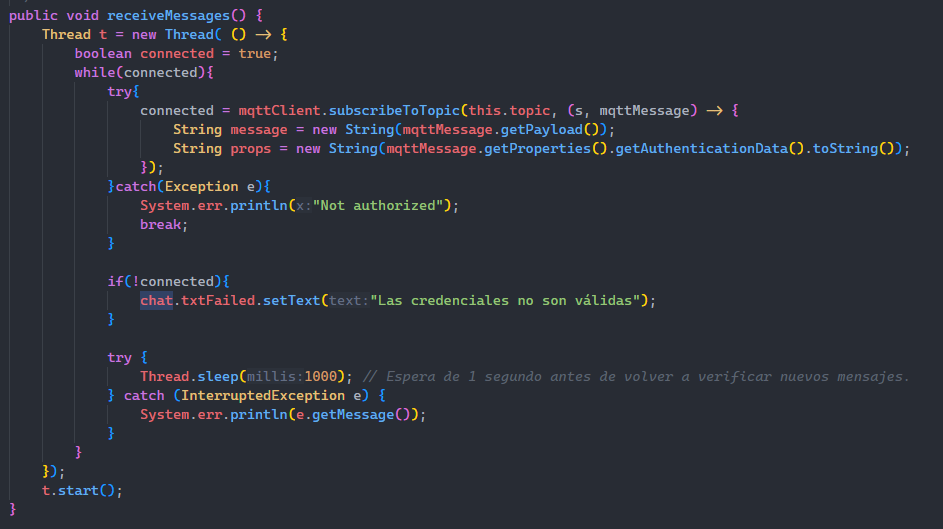 public void receiveMessages() {
    Thread t = new Thread( () -> {
        boolean connected = true;
        while(connected){
            try{
                connected = mqttClient.subscribeToTopic(this.topic, (s, mqttMessage) -> {
                    String message = new String(mqttMessage.getPayload());
                    String props = new String(mqttMessage.getProperties().getAuthenticationData().toString());
                });
            }catch(Exception e){
                System.err.println(x:"Not authorized");
                break;
            }

            if(!connected){
                chat.txtFailed.setText(text:"Las credenciales no son válidas");
            }

            try {
                Thread.sleep(millis:1000); // Espera de 1 segundo antes de volver a verificar nuevos mensajes.
            } catch (InterruptedException e) {
                System.err.println(e.getMessage());
            }
        }
    });
    t.start();
}